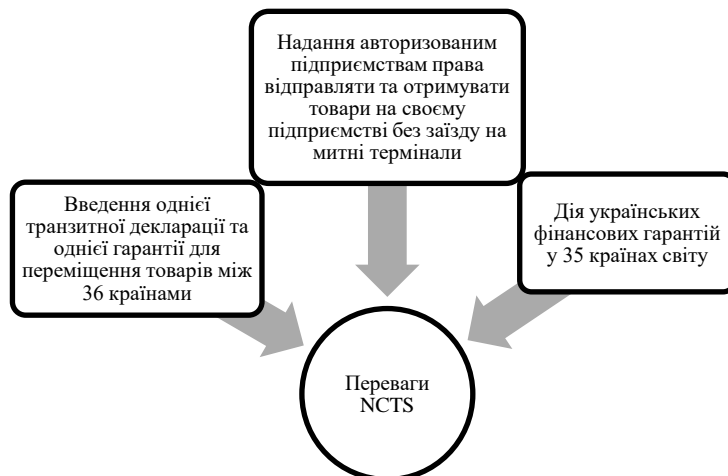 Надання авторизованим
підприємствам права
відправляти та отримувати
товари на своєму
підприємстві без заїзду на
митні термінали
Введення однієї
транзитної декларації та
однієї гарантії для
переміщення товарів між
36 країнами
Дія українських
фінансових гарантій
у 35 країнах світу
Переваги
NCTS